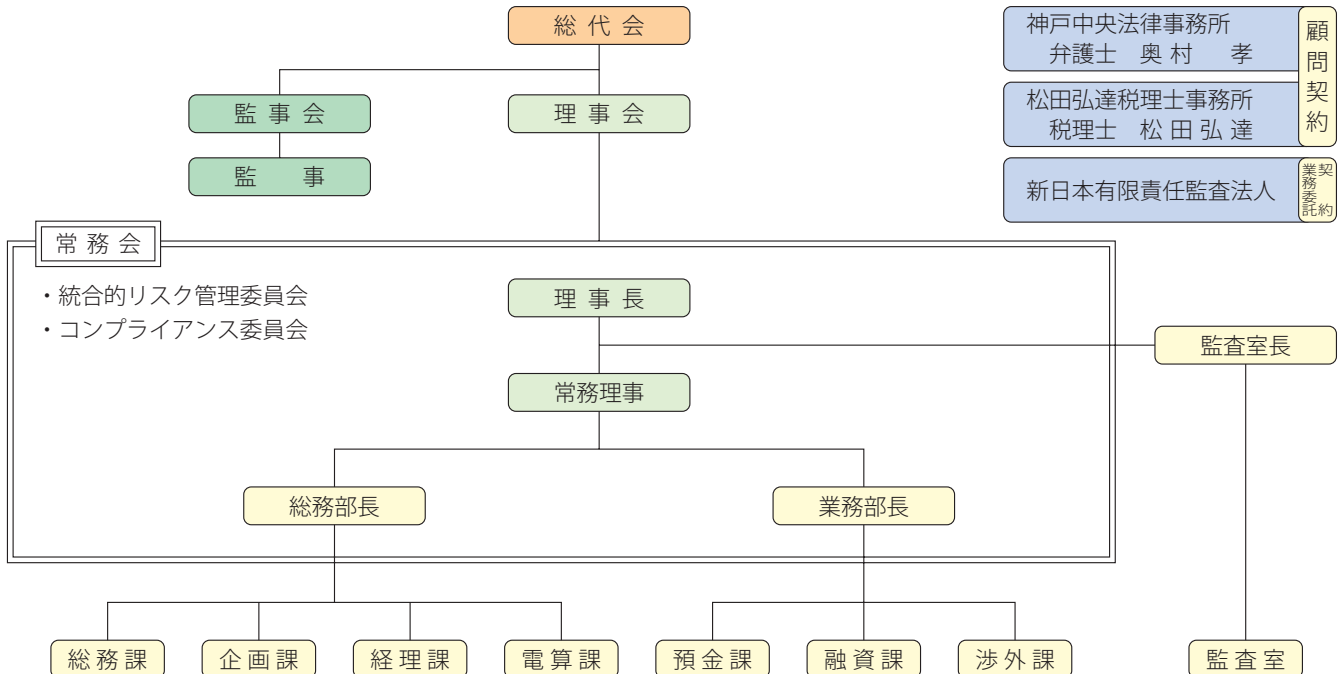 総代会
監事会
理事会
監　事
神戸中央法律事務所
弁護士　奥村　孝
松田弘達税理士事務所
税理士　松田弘達
顧問契約
新日本有限責任監査法人
業務委託
契約
常務会
・統合的リスク管理委員会
・コンプライアンス委員会
理事長
監査室長
常務理事
総務部長
業務部長
総務課
企画課
経理課
電算課
預金課
融資課
渉外課
監査室